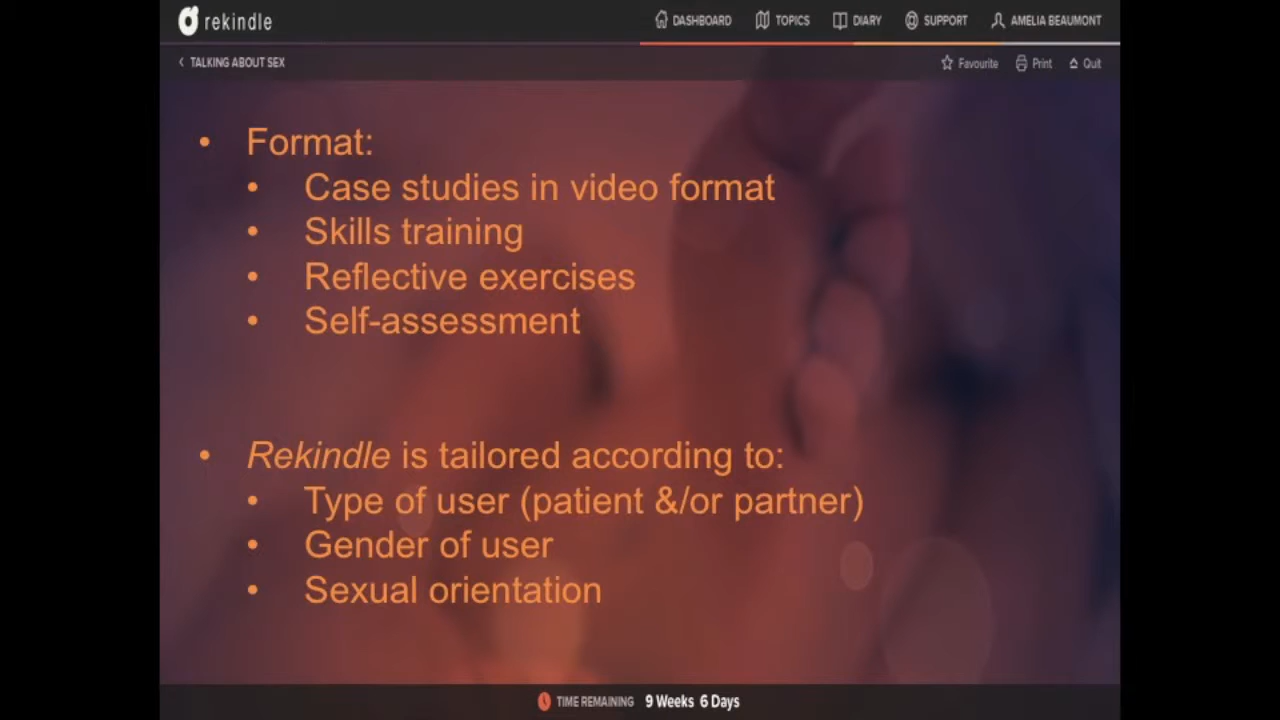 rekindle
DASHBOARD TOPICS DIARY SUPPORT AMELIA BEAUMONT
TALKING ABOUT SEX
Favourite Print Quit
• Format:
• Case studies in video format
• Skills training
• Reflective exercises
• Self-assessment
• Rekindle is tailored according to:
• Type of user (patient &/or partner)
• Gender of user
• Sexual orientation
TIME REMAINING 9 Weeks 6 Days